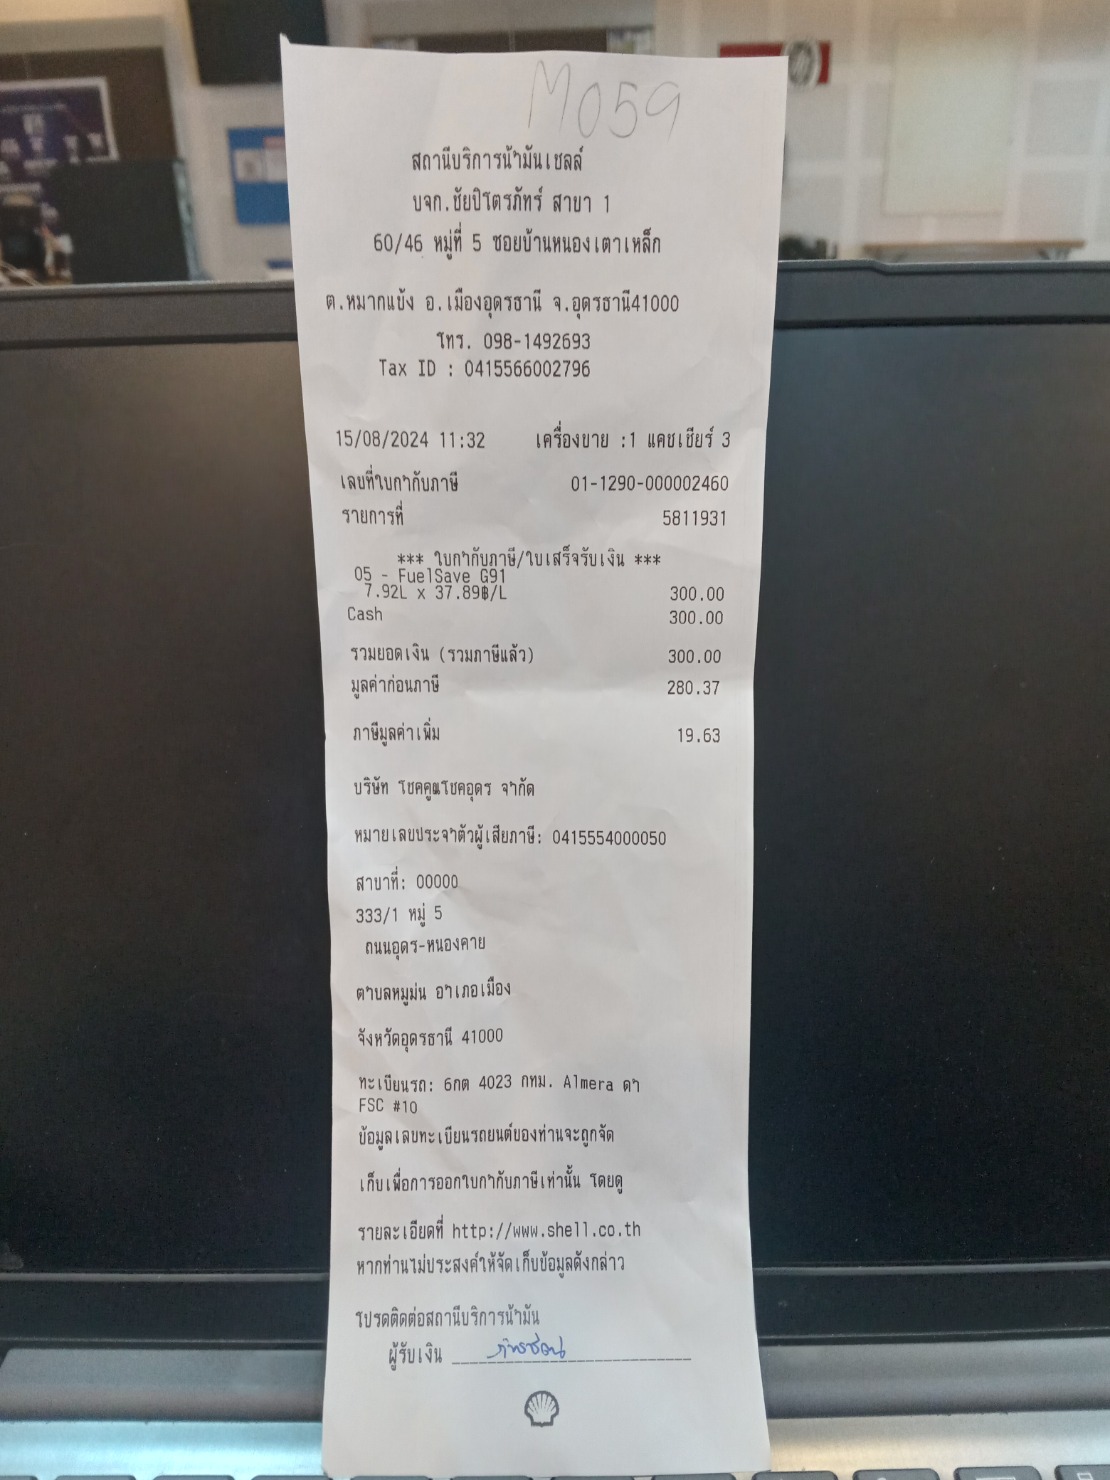 M059
สถานีบริการน้ำมันเชลล์
บจก.ชัยปิโตรภัทร์ สาขา 1
60/46 หมู่ที่ 5 ซอยบ้านหนองเตาเหล็ก
ต.หมากแข้ง อ.เมืองอุดรธานี จ.อุดรธานี41000
โทร. 098-1492693
Tax ID : 0415566002796
15/08/2024 11:32 เครื่องขาย :1 แคชเชียร์ 3
เลขที่ใบกำกับภาษี 01-1290-000002460
รายการที่ 5811931
*** ใบกำกับภาษี/ใบเสร็จรับเงิน ***
05 - FuelSave G91
7.92L x 37.89฿/L 300.00
Cash 300.00
รวมยอดเงิน (รวมภาษีแล้ว) 300.00
มูลค่าก่อนภาษี 280.37
ภาษีมูลค่าเพิ่ม 19.63
บริษัท โชคคูณโชคอุดร จำกัด
หมายเลขประจำตัวผู้เสียภาษี: 0415554000050
สาขาที่: 00000
333/1 หมู่ 5
ถนนอุดร-หนองคาย
ตำบลหมูม่น อำเภอเมือง
จังหวัดอุดรธานี 41000
ทะเบียนรถ: 6กต 4023 กทม. Almera ดำ
FSC #10
ข้อมูลเลขทะเบียนรถยนต์ของท่านจะถูกจัด
เก็บเพื่อการออกใบกำกับภาษีเท่านั้น โดยดู
รายละเอียดที่ http://www.shell.co.th
หากท่านไม่ประสงค์ให้จัดเก็บข้อมูลดังกล่าว
โปรดติดต่อสถานีบริการน้ำมัน
ผู้รับเงิน